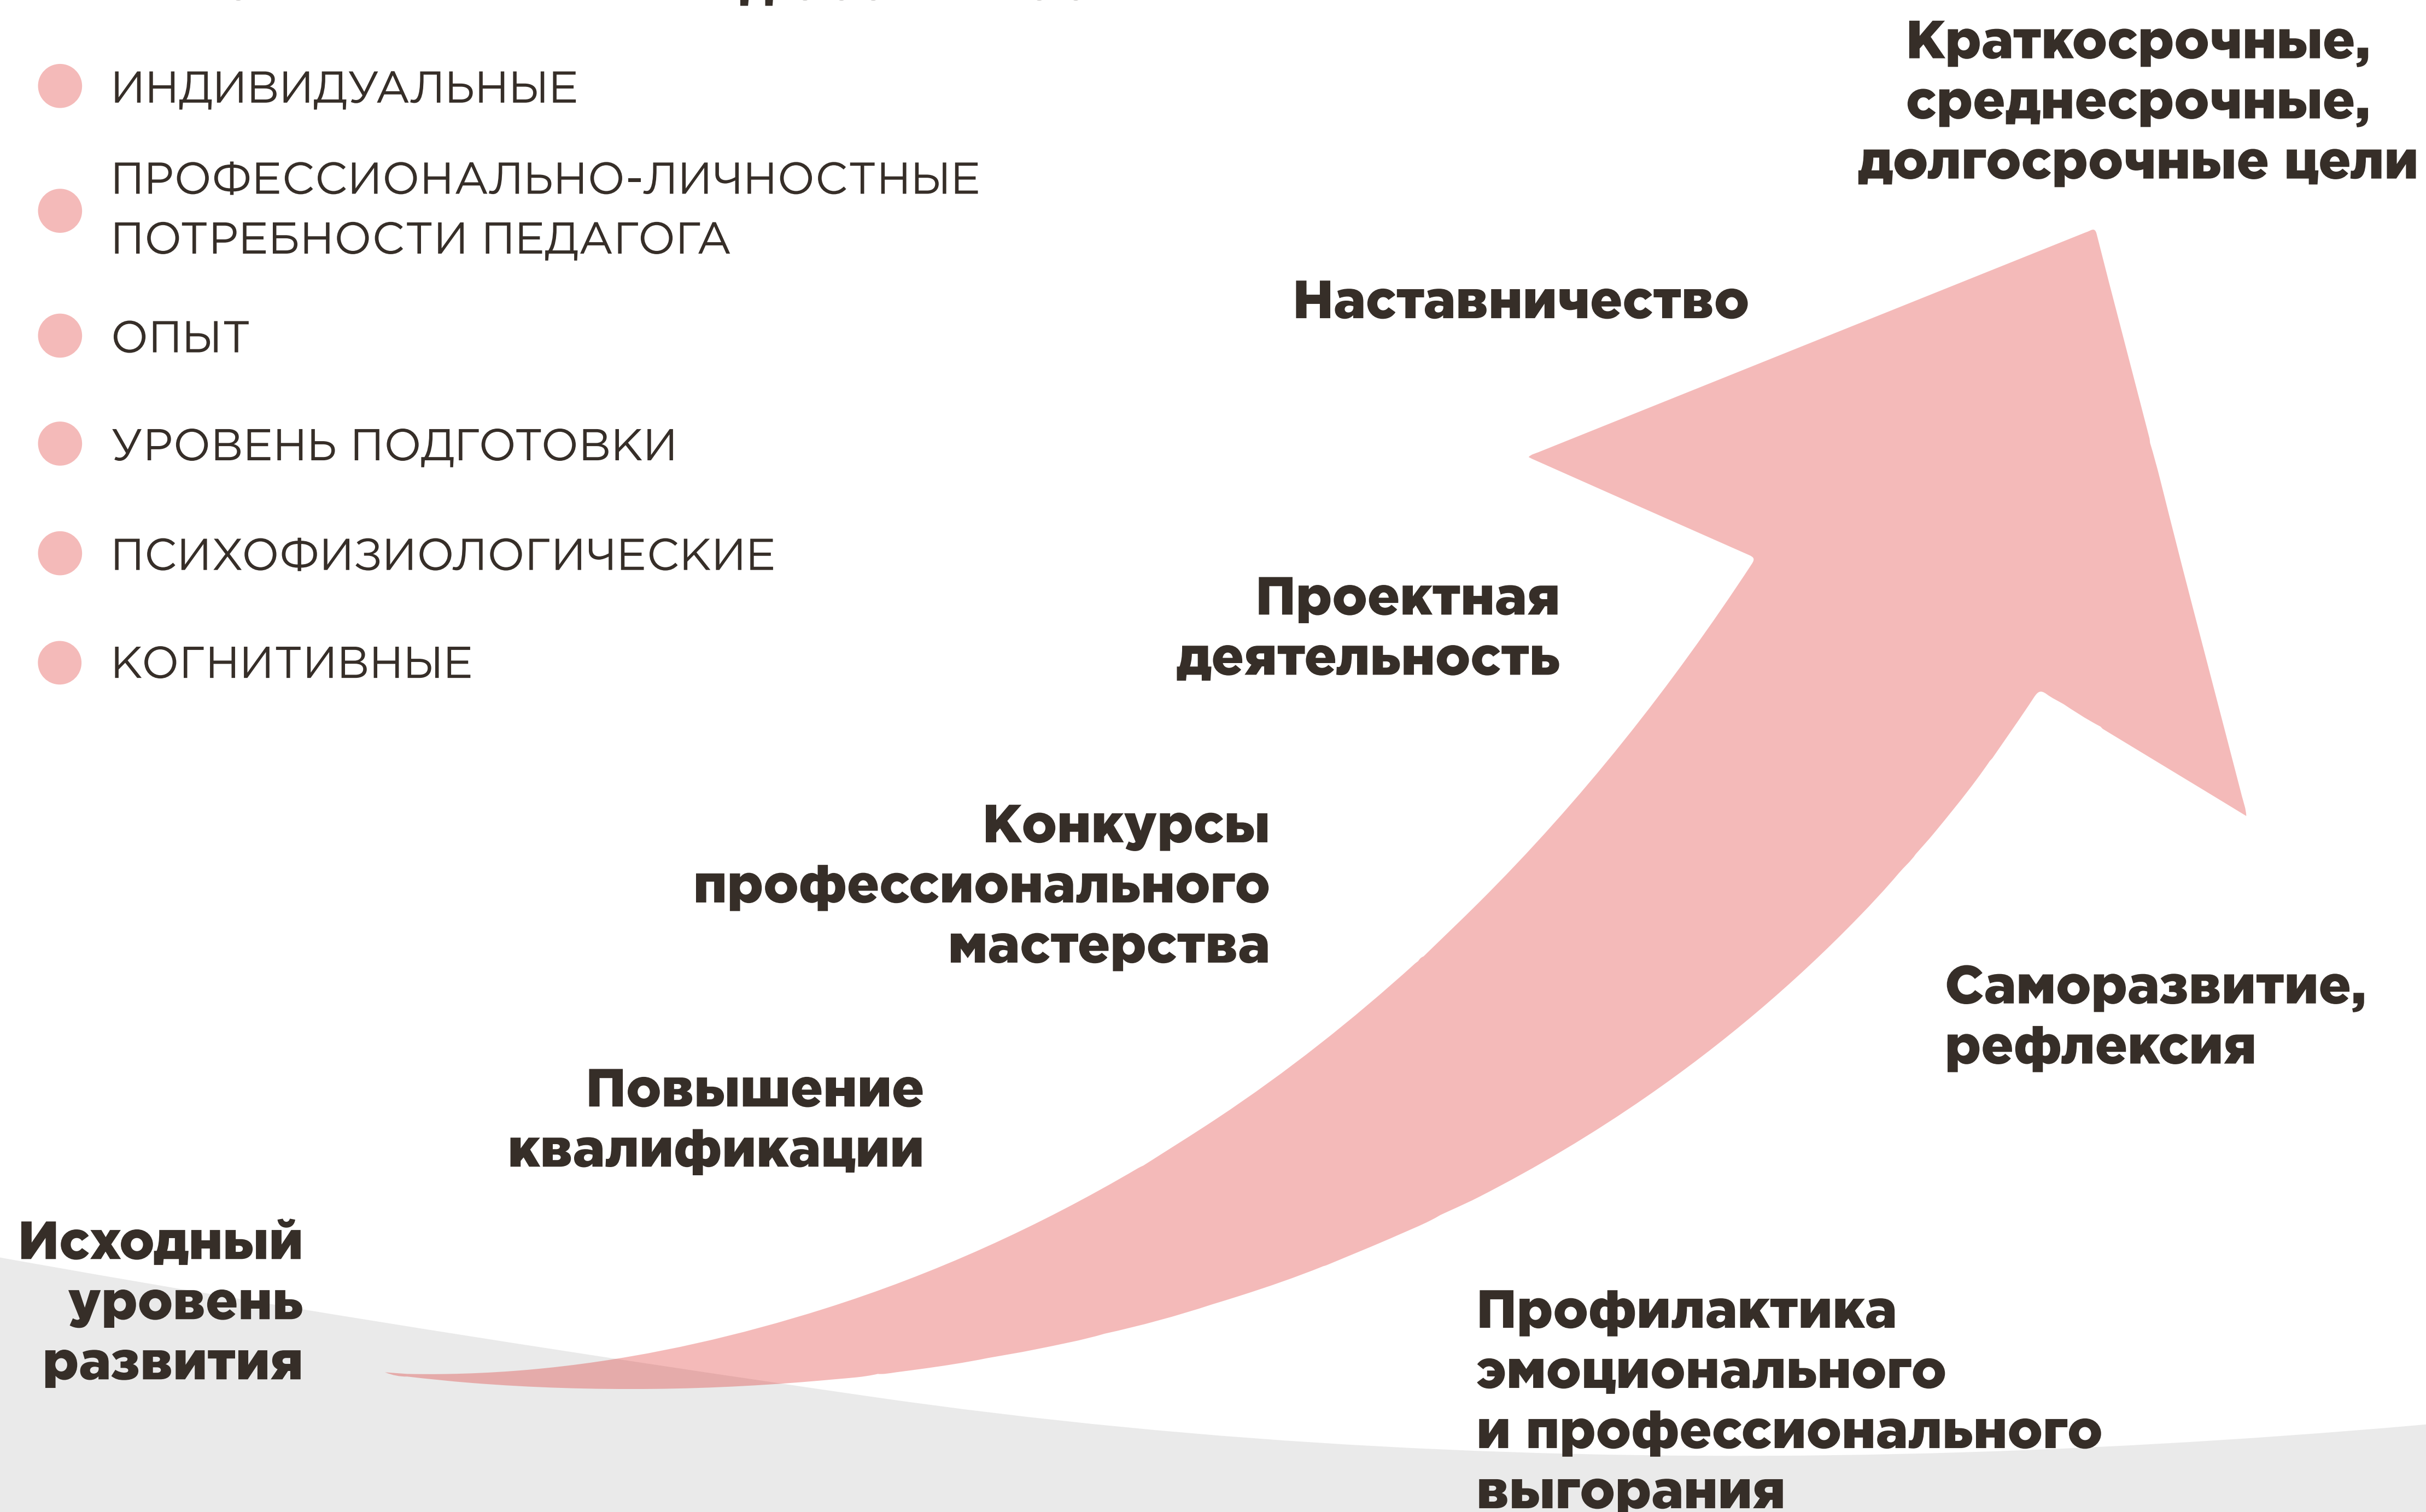 ИНДИВИДУАЛЬНЫЕ
ПРОФЕССИОНАЛЬНО-ЛИЧНОСТНЫЕ
ПОТРЕБНОСТИ ПЕДАГОГА
ОПЫТ
УРОВЕНЬ ПОДГОТОВКИ
ПСИХОФИЗИОЛОГИЧЕСКИЕ
КОГНИТИВНЫЕ
Краткосрочные,
среднесрочные,
долгосрочные цели
Наставничество
Проектная
деятельность
Конкурсы
профессионального
мастерства
Повышение
квалификации
Исходный
уровень
развития
Саморазвитие,
рефлексия
Профилактика
эмоционального
и профессионального
выгорания